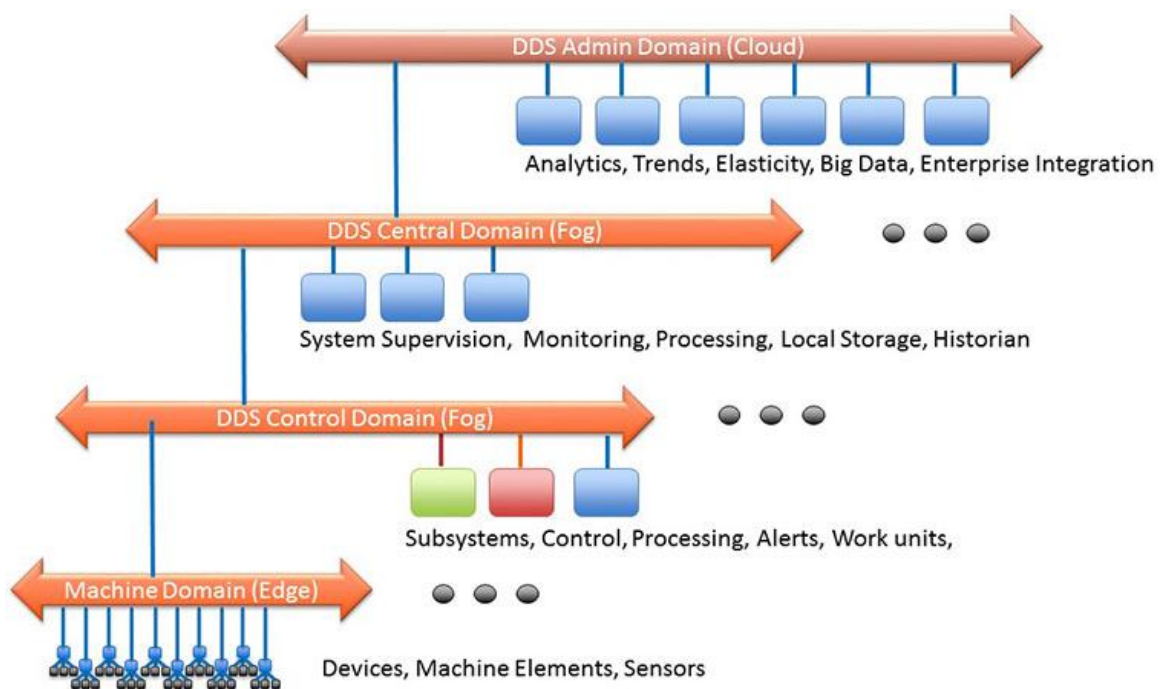 DDS Admin Domain (Cloud)
Analytics, Trends, Elasticity, Big Data, Enterprise Integration
DDS Central Domain (Fog)
System Supervision, Monitoring, Processing, Local Storage, Historian
DDS Control Domain (Fog)
Subsystems, Control, Processing, Alerts, Work units,
Machine Domain (Edge)
Devices, Machine Elements, Sensors